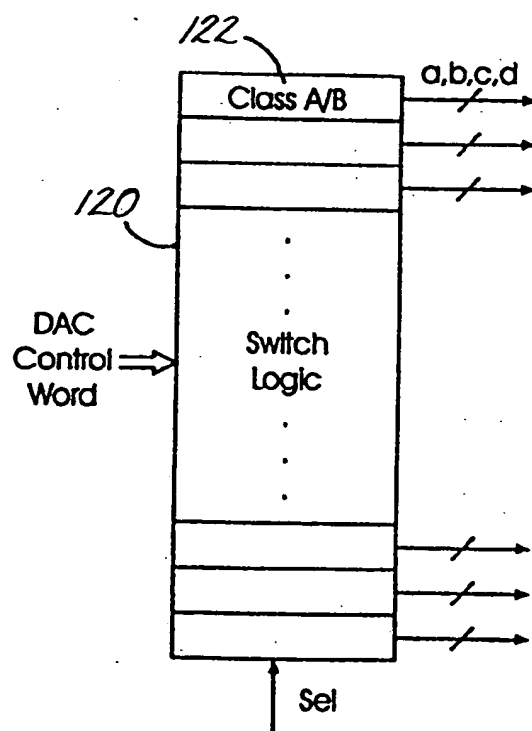 122
a,b,c,d
Class A/B
120
DAC
Control
Word
Switch
Logic
Sel